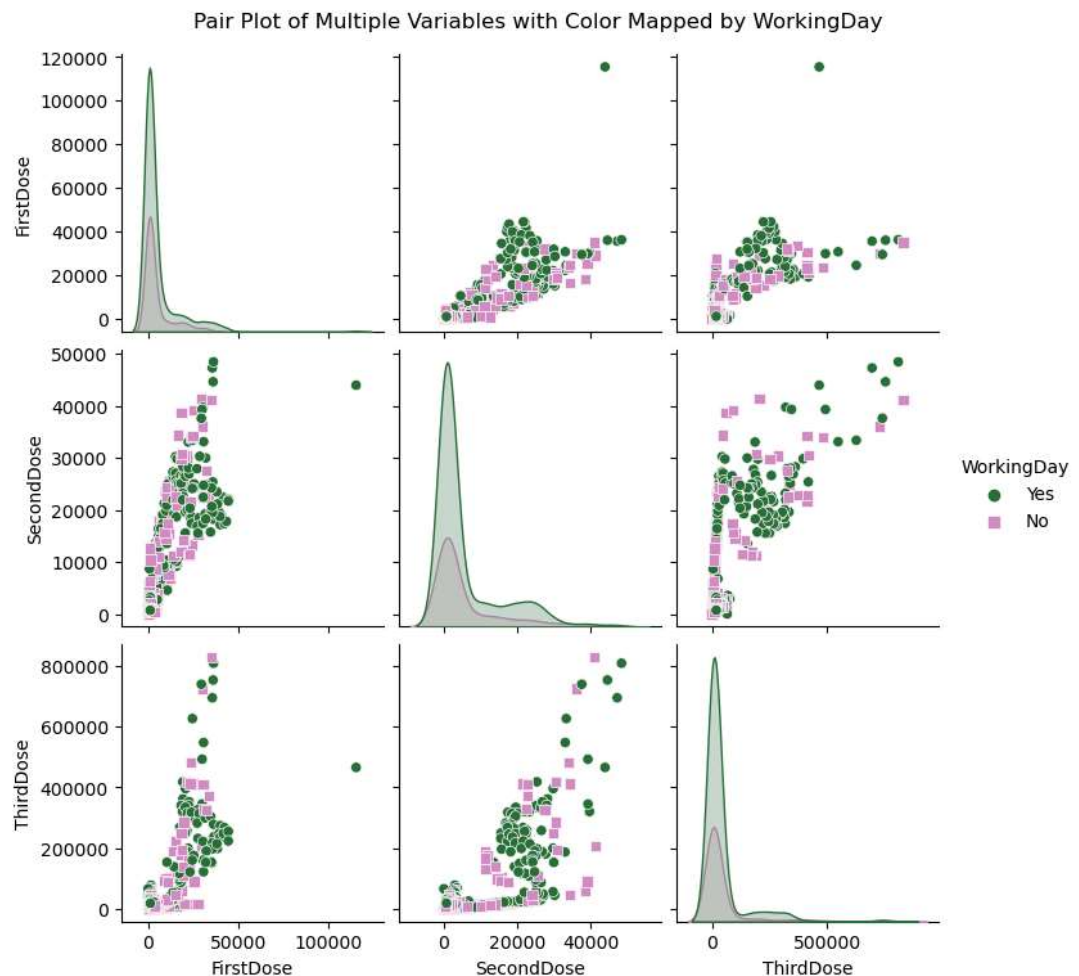 Pair Plot of Multiple Variables with Color Mapped by WorkingDay
120000
100000
80000
60000
40000
20000
0
FirstDose
50000
40000
30000
20000
10000
0
SecondDose
WorkingDay
Yes
No
800000
600000
400000
200000
0
ThirdDose
0
50000
100000
FirstDose
0
20000
40000
SecondDose
0
500000
ThirdDose